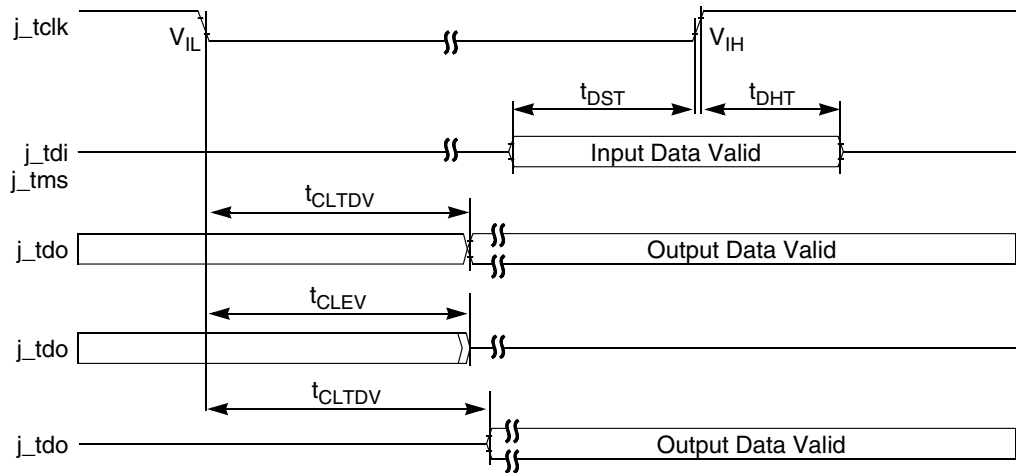 j_tclk
V_IL
V_IH
t_DST
t_DHT
j_tdi
Input Data Valid
j_tms
t_CLTDV
j_tdo
Output Data Valid
t_CLEV
j_tdo
t_CLTDV
j_tdo
Output Data Valid